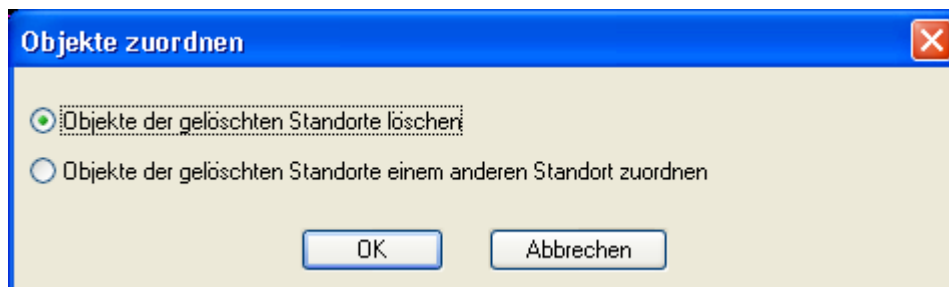 Objekte zuordnen
Objekte der gelöschten Standorte löschen
Objekte der gelöschten Standorte einem anderen Standort zuordnen
OK Abbrechen